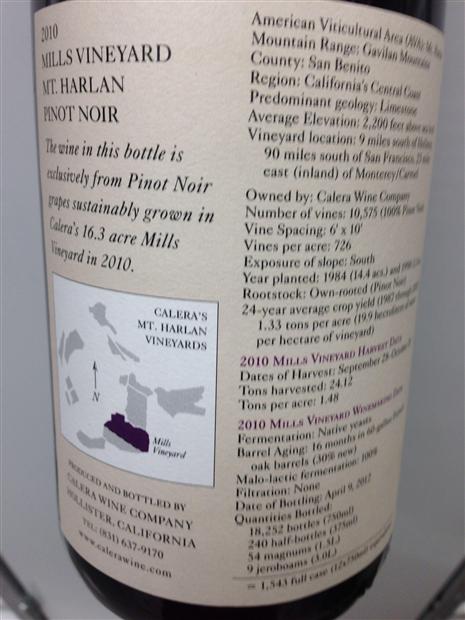 2010
MILLS VINEYARD
MT. HARLAN
PINOT NOIR
The wine in this bottle is
exclusively from Pinot Noir
grapes sustainably grown in
Calera's 16.3 acre Mills
Vineyard in 2010.
CALERA'S
MT. HARLAN
VINEYARDS
N
Mills
Vineyard
PRODUCED AND BOTTLED BY
CALERA WINE COMPANY
HOLLISTER, CALIFORNIA
TEL: (831) 637-9170
www.calerawine.com
American Viticultural Area (AVA): Mt.
Mountain Range: Gavilan Mountains
County: San Benito
Region: California's Central Coast
Predominant geology: Limestone
Average Elevation: 2,200 feet above
Vineyard location: 9 miles south of
90 miles south of San Francisco,
east (inland) of Monterey/Carmel
Owned by: Calera Wine Company
Number of vines: 10,575 (100% Pinot Noir)
Vine Spacing: 6' x 10'
Vines per acre: 726
Exposure of slope: South
Year planted: 1984 (14.4 acs.) and
Rootstock: Own-rooted (Pinot Noir)
24-year average crop yield (1987 through
1.33 tons per acre (19.9 hectoliters
per hectare of vineyard)
2010 MILLS VINEYARD HARVEST DATA
Dates of Harvest: September 28-October
Tons harvested: 24.12
Tons per acre: 1.48
2010 MILLS VINEYARD WINEMAKING DATA
Fermentation: Native yeasts
Barrel Aging: 16 months in 60-gallon
oak barrels (30% new)
Malo-lactic fermentation: 100%
Filtration: None
Date of Bottling: April 9, 2012
Quantities Bottled:
18,252 bottles (750ml)
240 half-bottles (375ml)
54 magnums (1.5L)
9 jeroboams (3.0L)
= 1,543 full case (12x750ml)